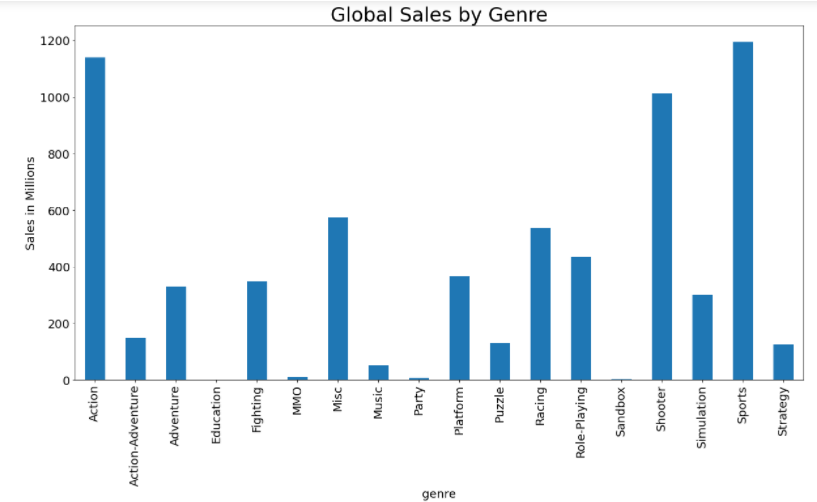 Global Sales by Genre
Sales in Millions
1200
1000
800
600
400
200
0
Action
Action-Adventure
Adventure
Education
Fighting
MMO
Misc
Music
Party
Platform
Puzzle
Racing
Role-Playing
Sandbox
Shooter
Simulation
Sports
Strategy
genre